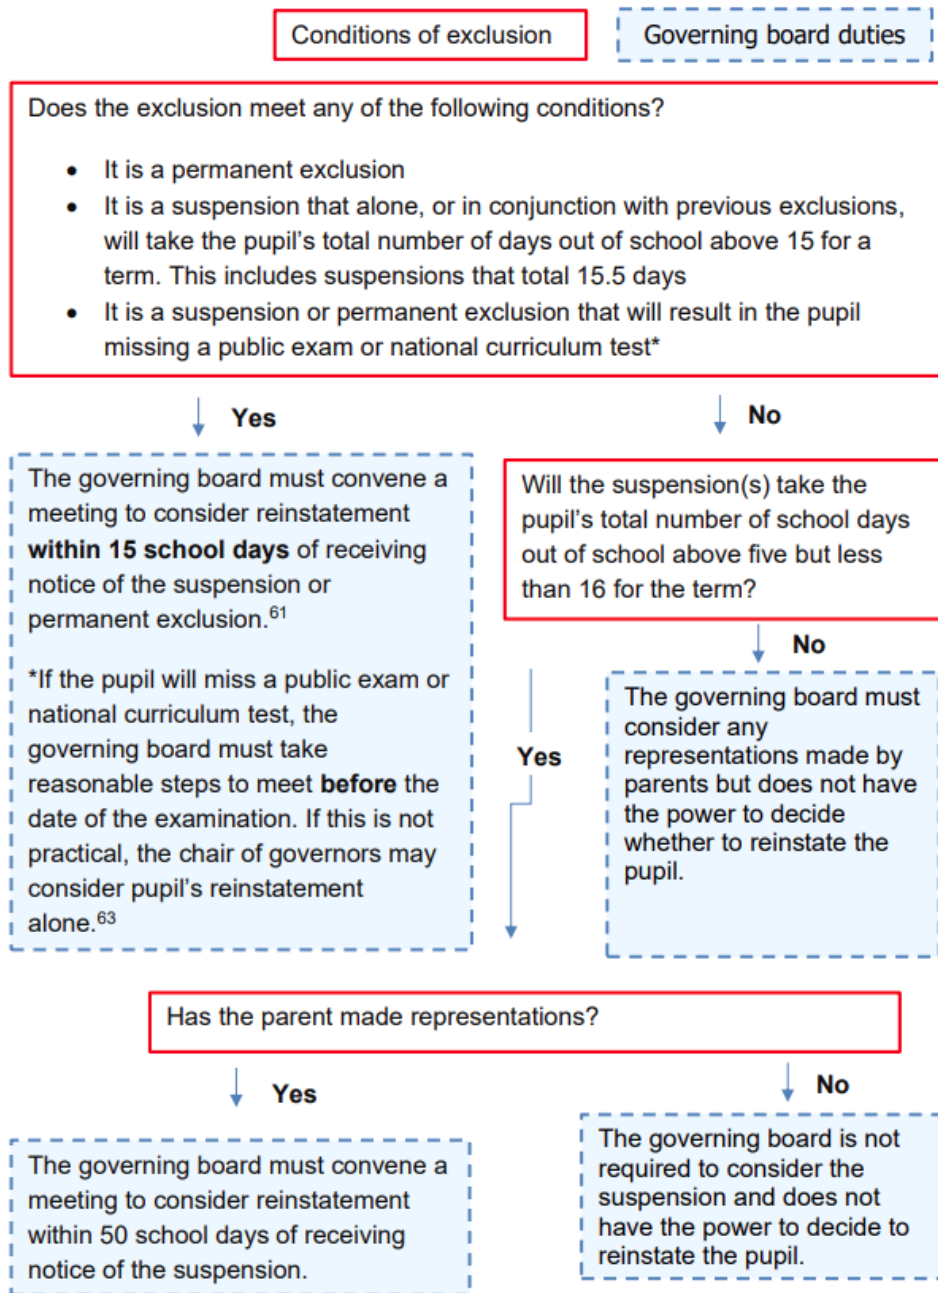 Conditions of exclusion
Governing board duties
Does the exclusion meet any of the following conditions?
• It is a permanent exclusion
• It is a suspension that alone, or in conjunction with previous exclusions,
will take the pupil's total number of days out of school above 15 for a
term. This includes suspensions that total 15.5 days
• It is a suspension or permanent exclusion that will result in the pupil
missing a public exam or national curriculum test*
Yes
No
The governing board must convene a
meeting to consider reinstatement
within 15 school days of receiving
notice of the suspension or
permanent exclusion.61
*If the pupil will miss a public exam or
national curriculum test, the
governing board must take
reasonable steps to meet before the
date of the examination. If this is not
practical, the chair of governors may
consider pupil's reinstatement
alone.63
Will the suspension(s) take the
pupil's total number of school days
out of school above five but less
than 16 for the term?
No
Yes
The governing board must
consider any
representations made by
parents but does not have
the power to decide
whether to reinstate the
pupil.
Has the parent made representations?
Yes
No
The governing board must convene a
meeting to consider reinstatement
within 50 school days of receiving
notice of the suspension.
The governing board is not
required to consider the
suspension and does not
have the power to decide to
reinstate the pupil.